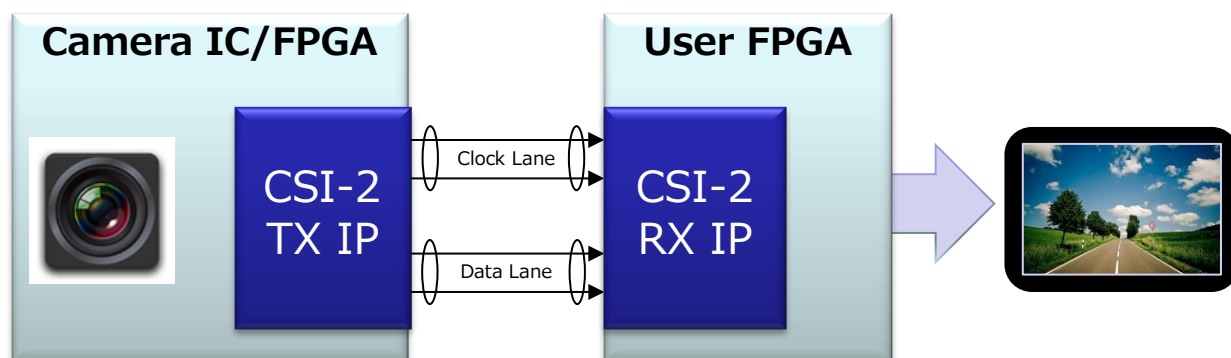 Camera IC/FPGA
User FPGA
CSI-2
TX IP
Clock Lane
Data Lane
CSI-2
RX IP